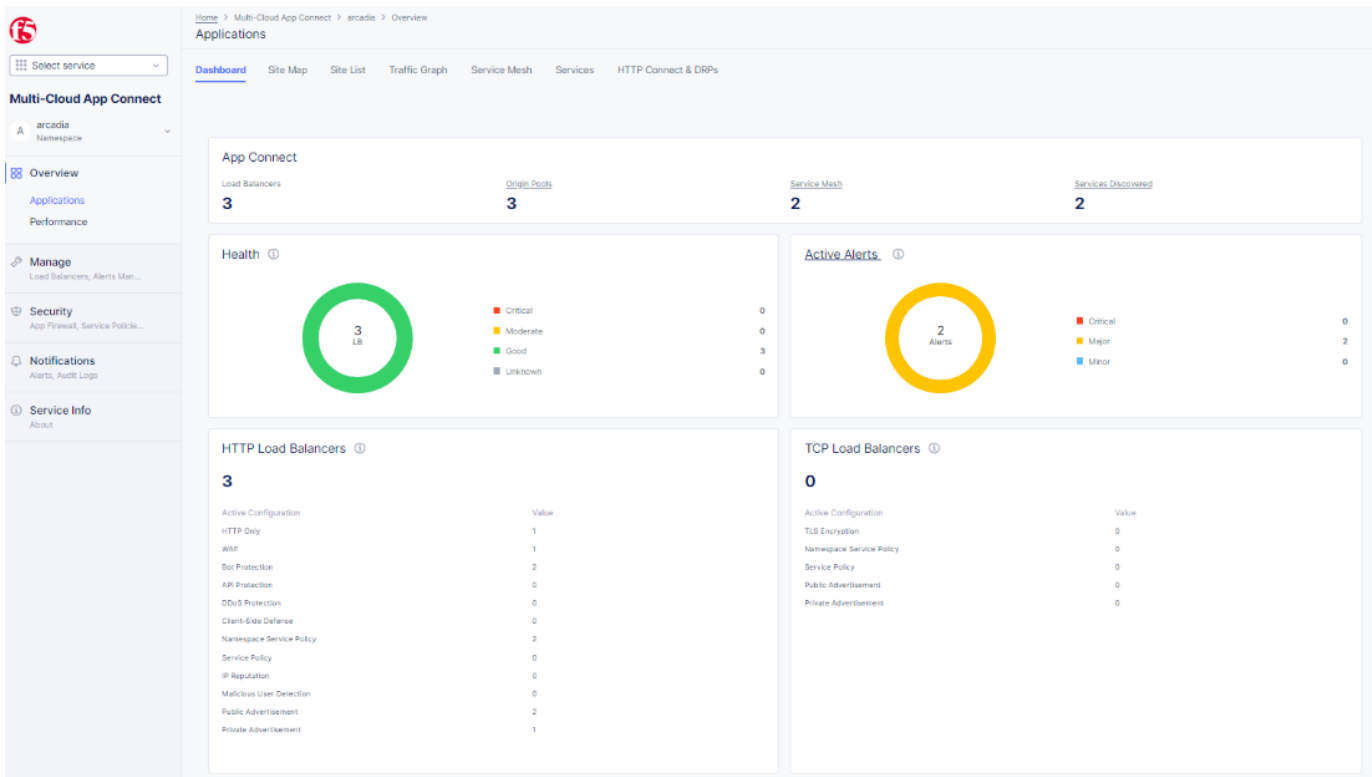 f5
Home > Multi-Cloud App Connect > arcadia > Overview
Applications
Select service
Dashboard Site Map Site List Traffic Graph Service Mesh Services HTTP Connect & DRPs
Multi-Cloud App Connect
A arcadia
Namespace
Overview
Applications
Performance
Manage
Load Balancers, Alerts Man...
Security
App Firewall, Service Policie...
Notifications
Alerts, Audit Logs
Service Info
About
App Connect
Load Balancers Origin Pools Service Mesh Services Discovered
3 3 2 2
Health
3
LB
Critical 0
Moderate 0
Good 3
Unknown 0
Active Alerts
2
Alerts
Critical 0
Major 2
Minor 0
HTTP Load Balancers
3
Active Configuration Value
HTTP Only 1
WAF 1
Bot Protection 2
API Protection 0
DDoS Protection 0
Client-Side Defense 0
Namespace Service Policy 2
Service Policy 0
IP Reputation 0
Malicious User Detection 0
Public Advertisement 2
Private Advertisement 1
TCP Load Balancers
0
Active Configuration Value
TLS Encryption 0
Namespace Service Policy 0
Service Policy 0
Public Advertisement 0
Private Advertisement 0